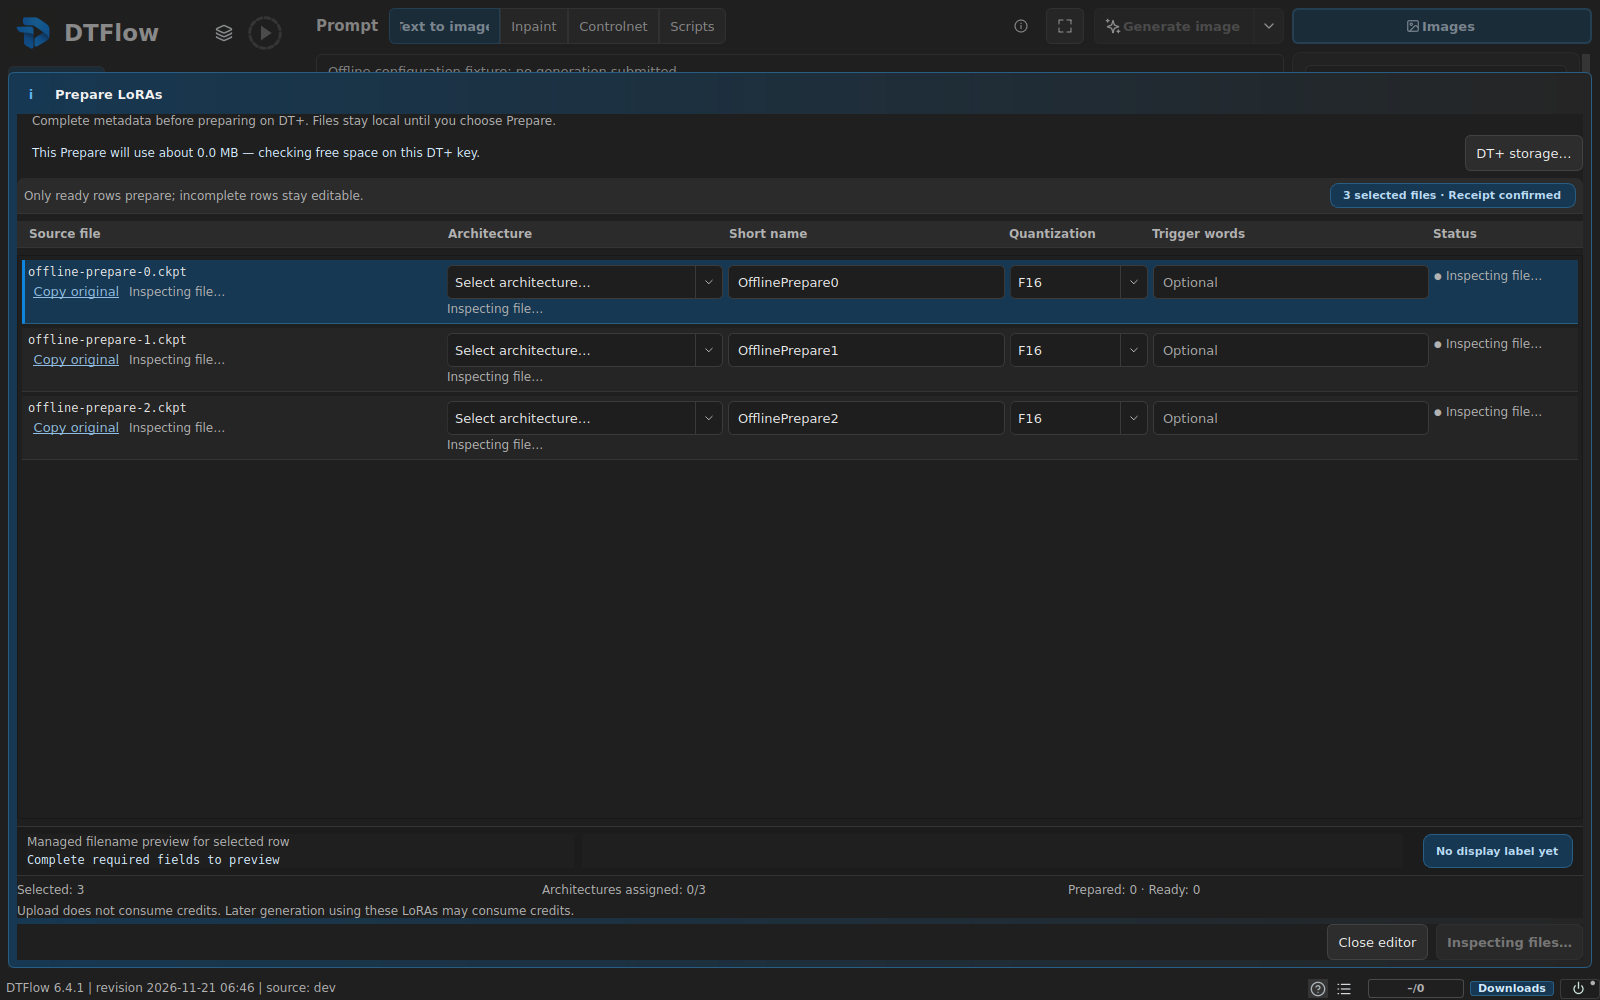 DTFlow
Prompt
Text to image
Inpaint
Controlnet
Scripts
Generate image
Images
Offline configuration fixture: no generation submitted
i Prepare LoRAs
Complete metadata before preparing on DT+. Files stay local until you choose Prepare.
This Prepare will use about 0.0 MB — checking free space on this DT+ key.
DT+ storage...
Only ready rows prepare; incomplete rows stay editable.
3 selected files · Receipt confirmed
Source file Architecture Short name Quantization Trigger words Status
offline-prepare-0.ckpt
Copy original Inspecting file...
Select architecture... OfflinePrepare0 F16 Optional ● Inspecting file...
Inspecting file...
offline-prepare-1.ckpt
Copy original Inspecting file...
Select architecture... OfflinePrepare1 F16 Optional ● Inspecting file...
Inspecting file...
offline-prepare-2.ckpt
Copy original Inspecting file...
Select architecture... OfflinePrepare2 F16 Optional ● Inspecting file...
Inspecting file...
Managed filename preview for selected row
Complete required fields to preview
No display label yet
Selected: 3 Architectures assigned: 0/3 Prepared: 0 · Ready: 0
Upload does not consume credits. Later generation using these LoRAs may consume credits.
Close editor Inspecting files...
DTFlow 6.4.1 | revision 2026-11-21 06:46 | source: dev
-/0 Downloads